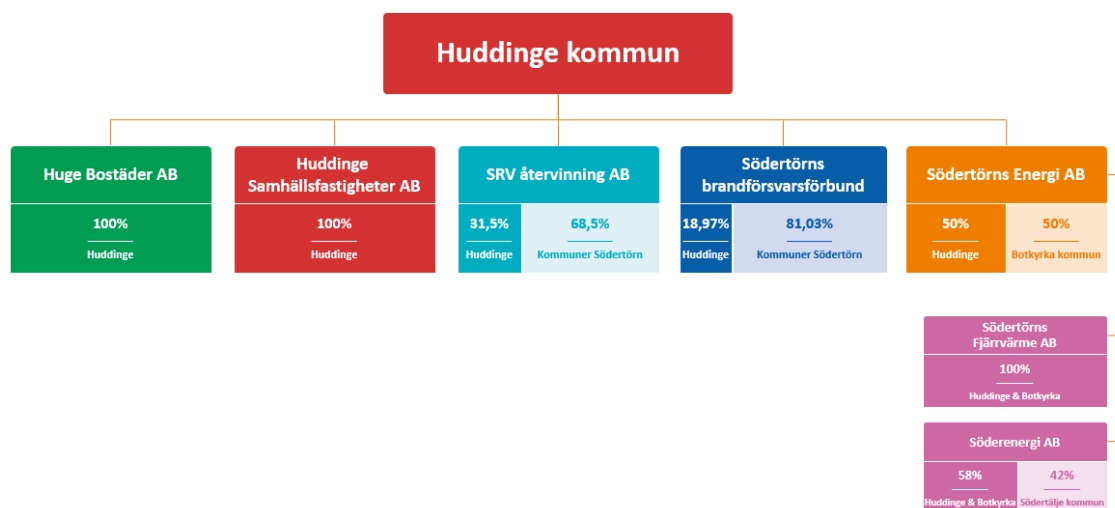 Huddinge kommun
Huge Bostäder AB
100%
Huddinge
Huddinge
Samhällsfastigheter AB
100%
Huddinge
SRV återvinning AB
31,5%
Huddinge
68,5%
Kommuner Södertörn
Södertörns
brandförsvarsförbund
18,97%
Huddinge
81,03%
Kommuner Södertörn
Södertörns Energi AB
50%
Huddinge
50%
Botkyrka kommun
Södertörns
Fjärrvärme AB
100%
Huddinge & Botkyrka
Söderenergi AB
58%
Huddinge & Botkyrka
42%
Södertälje kommun